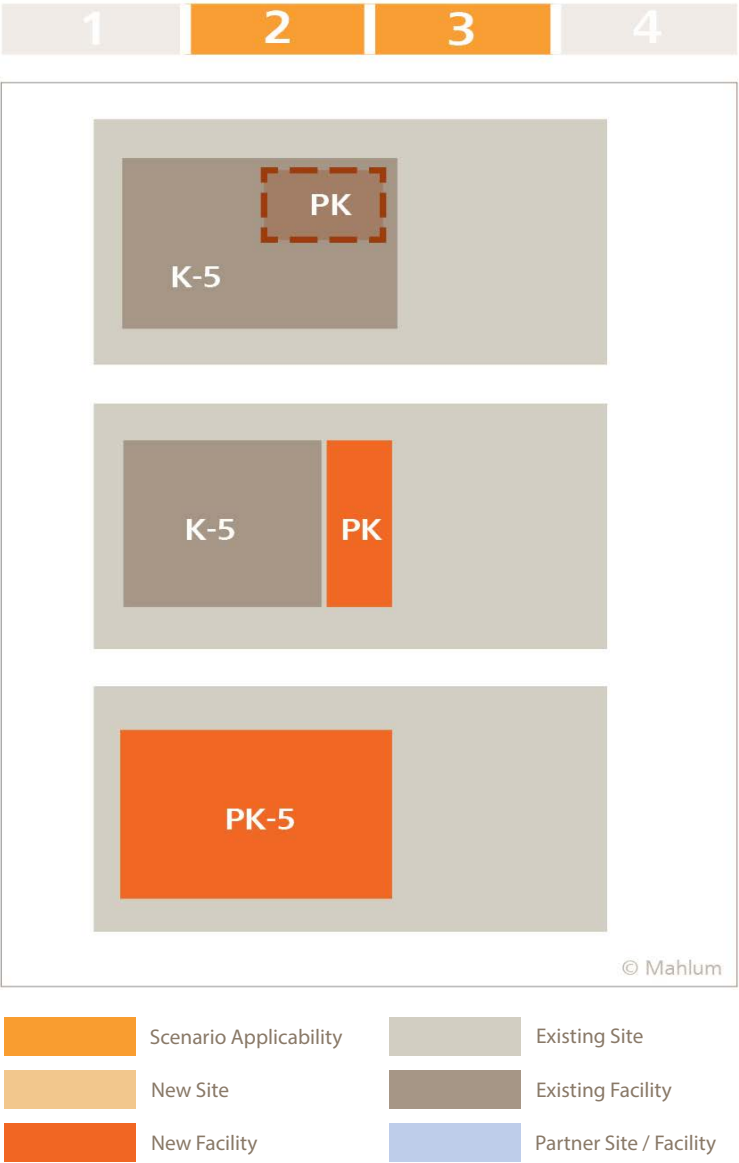 1 2 3 4
PK
K-5
K-5 PK
PK-5
© Mahlum
Scenario Applicability Existing Site
New Site Existing Facility
New Facility Partner Site / Facility